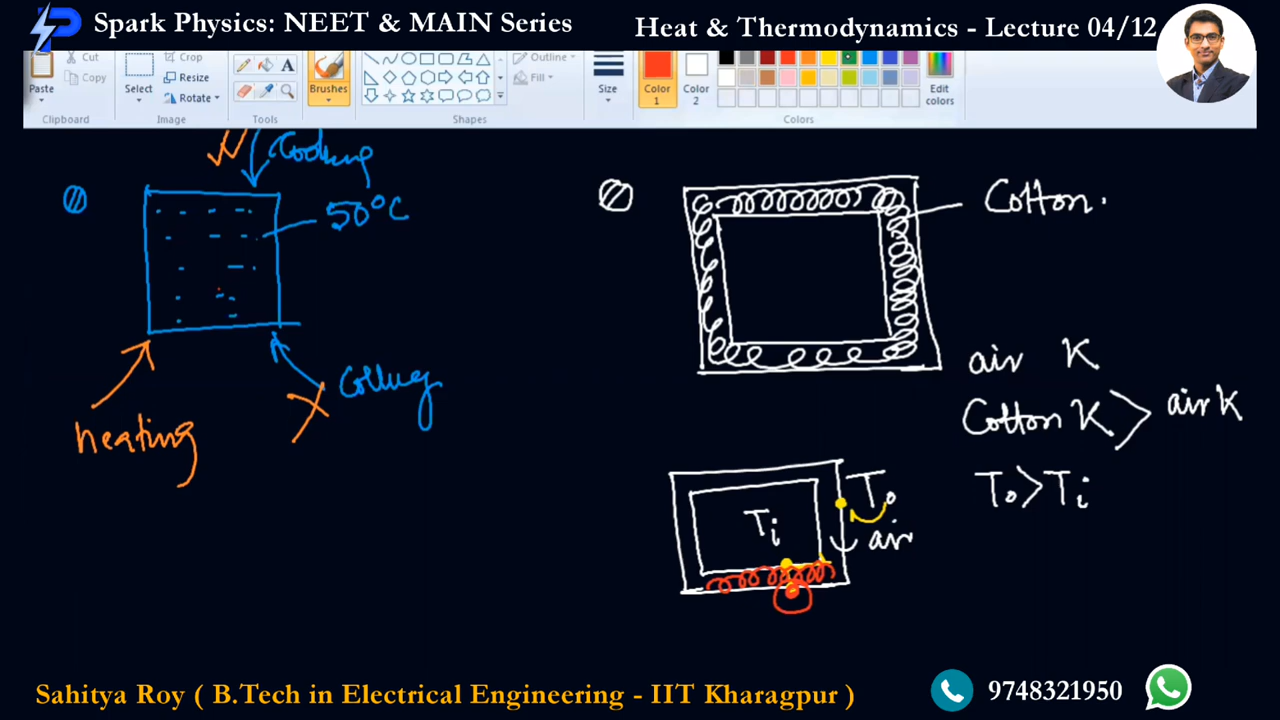 Spark Physics: NEET & MAIN Series
Heat & Thermodynamics - Lecture 04/12
Cut
Copy
Paste
Clipboard
Select
Crop
Resize
Rotate
Image
A
Tools
Brushes
Outline
Fill
Shapes
Size
Color 1
Color 2
Edit colors
Colors
Cooling
50°C
heating
Colling
Cotton.
air K
Cotton K > air K
To > Ti
Ti
To
air
Sahitya Roy ( B.Tech in Electrical Engineering - IIT Kharagpur )
9748321950